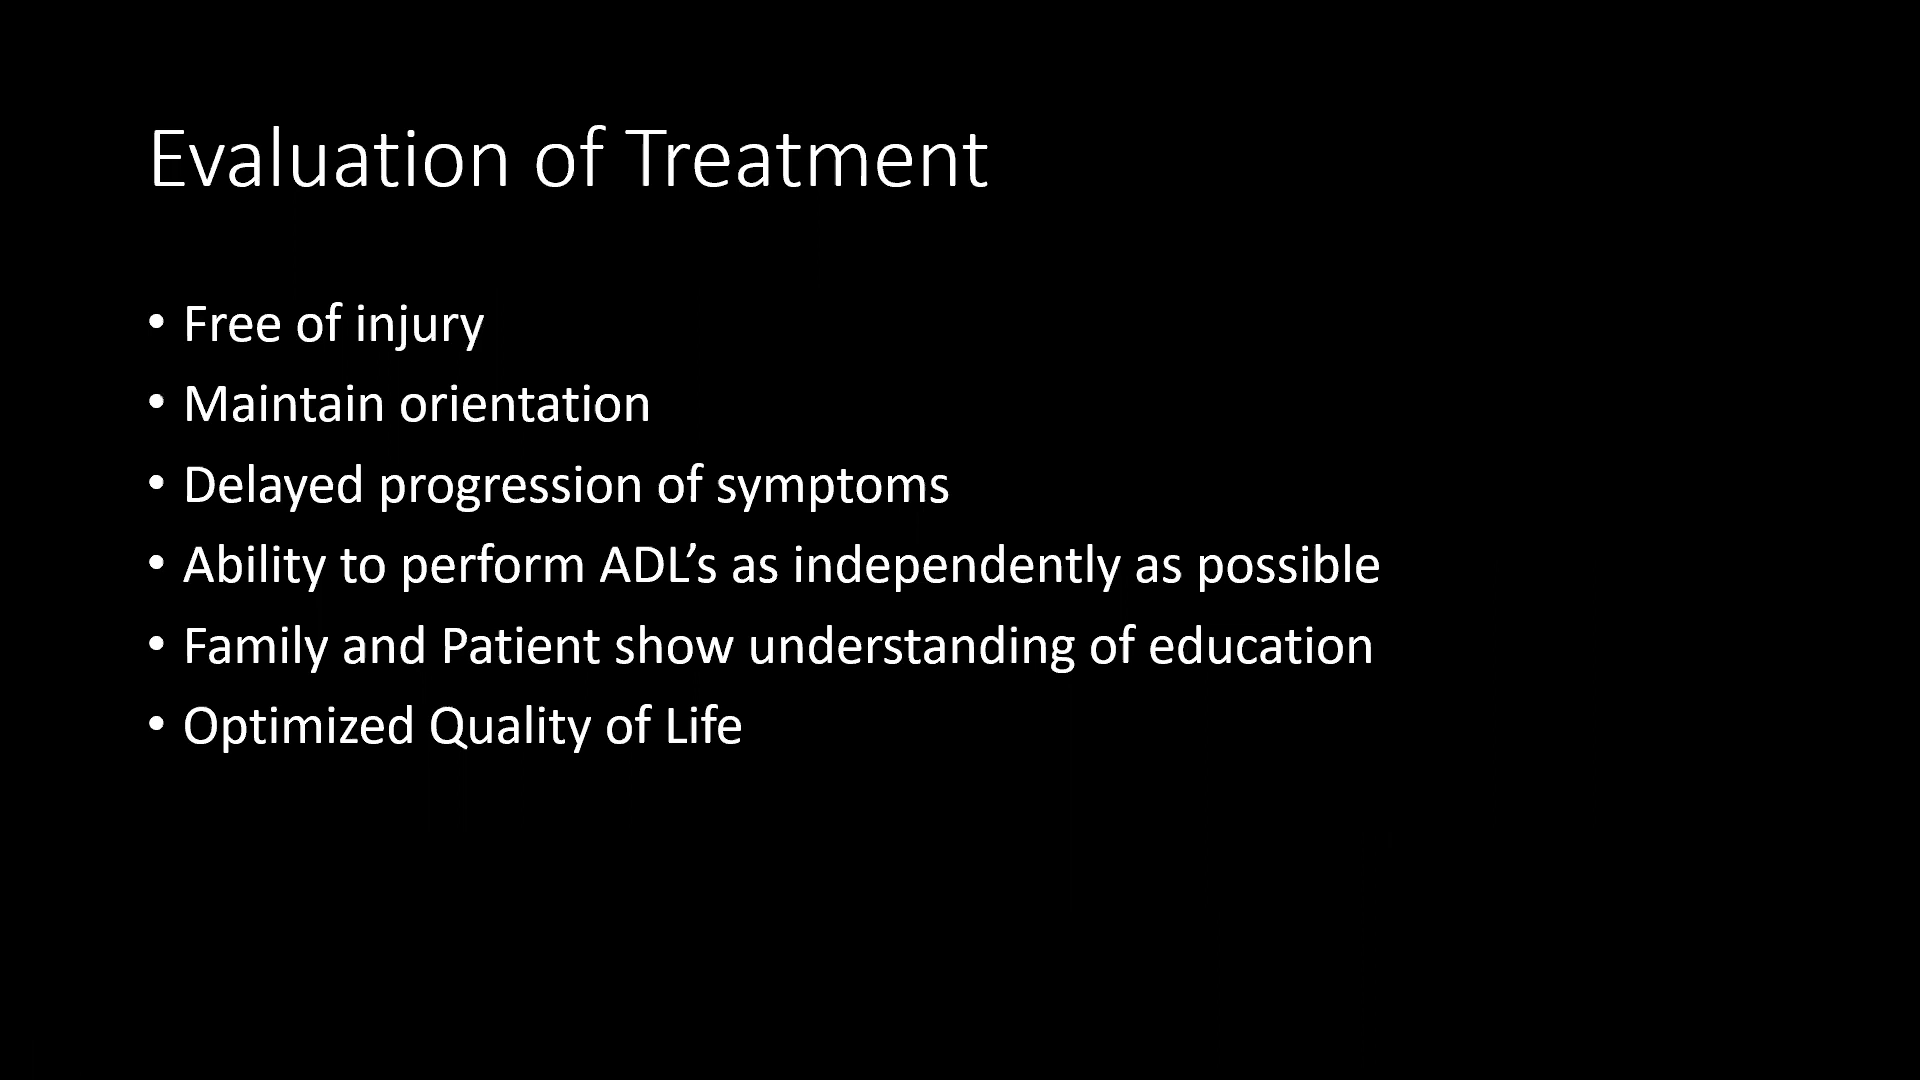 Evaluation of Treatment
• Free of injury
• Maintain orientation
• Delayed progression of symptoms
• Ability to perform ADL’s as independently as possible
• Family and Patient show understanding of education
• Optimized Quality of Life